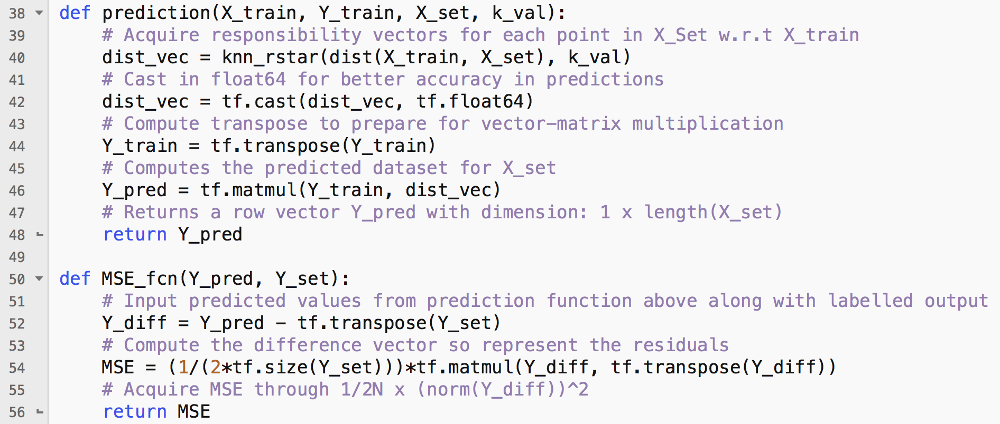 38 def prediction(X_train, Y_train, X_set, k_val):
39     # Acquire responsibility vectors for each point in X_Set w.r.t X_train
40     dist_vec = knn_rstar(dist(X_train, X_set), k_val)
41     # Cast in float64 for better accuracy in predictions
42     dist_vec = tf.cast(dist_vec, tf.float64)
43     # Compute transpose to prepare for vector-matrix multiplication
44     Y_train = tf.transpose(Y_train)
45     # Computes the predicted dataset for X_set
46     Y_pred = tf.matmul(Y_train, dist_vec)
47     # Returns a row vector Y_pred with dimension: 1 x length(X_set)
48     return Y_pred
49
50 def MSE_fcn(Y_pred, Y_set):
51     # Input predicted values from prediction function above along with labelled output
52     Y_diff = Y_pred - tf.transpose(Y_set)
53     # Compute the difference vector so represent the residuals
54     MSE = (1/(2*tf.size(Y_set)))*tf.matmul(Y_diff, tf.transpose(Y_diff))
55     # Acquire MSE through 1/2N x (norm(Y_diff))^2
56     return MSE